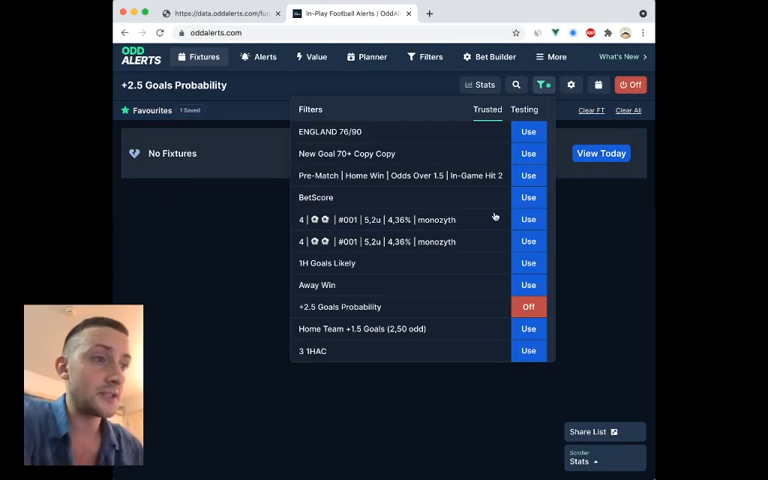 https://data.oddalerts.com/fu
In-Play Football Alerts | OddAl
oddalerts.com
ODD ALERTS
Fixtures
Alerts
Value
Planner
Filters
Bet Builder
More
What's New
+2.5 Goals Probability
Stats
Off
Favourites
1 Saved
Clear FT
Clear All
Filters
Trusted
Testing
No Fixtures
View Today
ENGLAND 76/90
Use
New Goal 70+ Copy Copy
Use
Pre-Match | Home Win | Odds Over 1.5 | In-Game Hit 2
Use
BetScore
Use
4 | ⚽ ⚽ | #001 | 5,2u | 4,36% | monozyth
Use
4 | ⚽ ⚽ | #001 | 5,2u | 4,36% | monozyth
Use
1H Goals Likely
Use
Away Win
Use
+2.5 Goals Probability
Off
Home Team +1.5 Goals (2,50 odd)
Use
3 1HAC
Use
Share List
Scroller
Stats